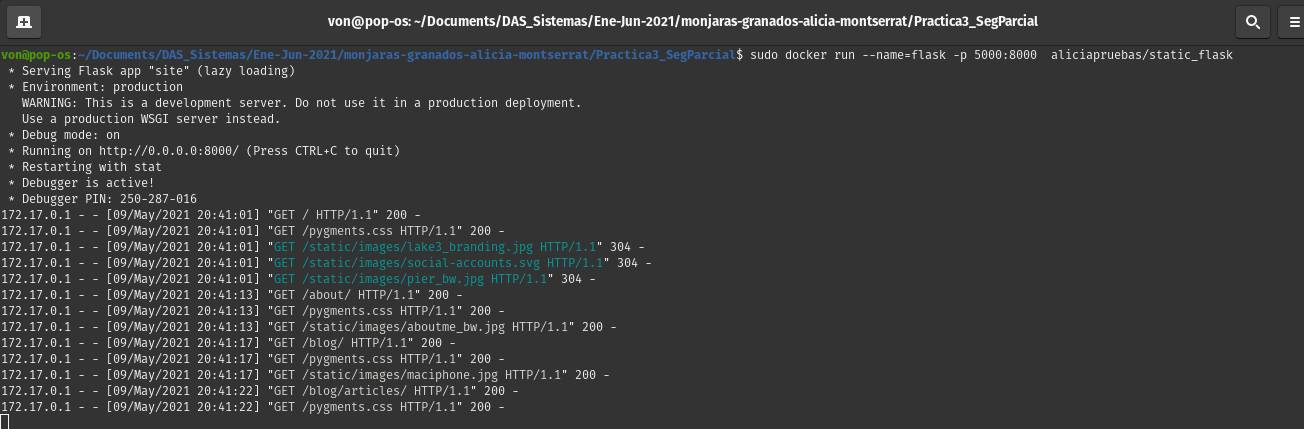 von@pop-os: ~/Documents/DAS_Sistemas/Ene-Jun-2021/monjaras-granados-alicia-montserrat/Practica3_SegParcial
von@pop-os:~/Documents/DAS_Sistemas/Ene-Jun-2021/monjaras-granados-alicia-montserrat/Practica3_SegParcial$ sudo docker run --name=flask -p 5000:8000  aliciapruebas/static_flask
 * Serving Flask app "site" (lazy loading)
 * Environment: production
   WARNING: This is a development server. Do not use it in a production deployment.
   Use a production WSGI server instead.
 * Debug mode: on
 * Running on http://0.0.0.0:8000/ (Press CTRL+C to quit)
 * Restarting with stat
 * Debugger is active!
 * Debugger PIN: 250-287-016
172.17.0.1 - - [09/May/2021 20:41:01] "GET / HTTP/1.1" 200 -
172.17.0.1 - - [09/May/2021 20:41:01] "GET /pygments.css HTTP/1.1" 200 -
172.17.0.1 - - [09/May/2021 20:41:01] "GET /static/images/lake3_branding.jpg HTTP/1.1" 304 -
172.17.0.1 - - [09/May/2021 20:41:01] "GET /static/images/social-accounts.svg HTTP/1.1" 304 -
172.17.0.1 - - [09/May/2021 20:41:01] "GET /static/images/pier_bw.jpg HTTP/1.1" 304 -
172.17.0.1 - - [09/May/2021 20:41:13] "GET /about/ HTTP/1.1" 200 -
172.17.0.1 - - [09/May/2021 20:41:13] "GET /pygments.css HTTP/1.1" 200 -
172.17.0.1 - - [09/May/2021 20:41:13] "GET /static/images/aboutme_bw.jpg HTTP/1.1" 200 -
172.17.0.1 - - [09/May/2021 20:41:17] "GET /blog/ HTTP/1.1" 200 -
172.17.0.1 - - [09/May/2021 20:41:17] "GET /pygments.css HTTP/1.1" 200 -
172.17.0.1 - - [09/May/2021 20:41:17] "GET /static/images/maciphone.jpg HTTP/1.1" 200 -
172.17.0.1 - - [09/May/2021 20:41:22] "GET /blog/articles/ HTTP/1.1" 200 -
172.17.0.1 - - [09/May/2021 20:41:22] "GET /pygments.css HTTP/1.1" 200 -